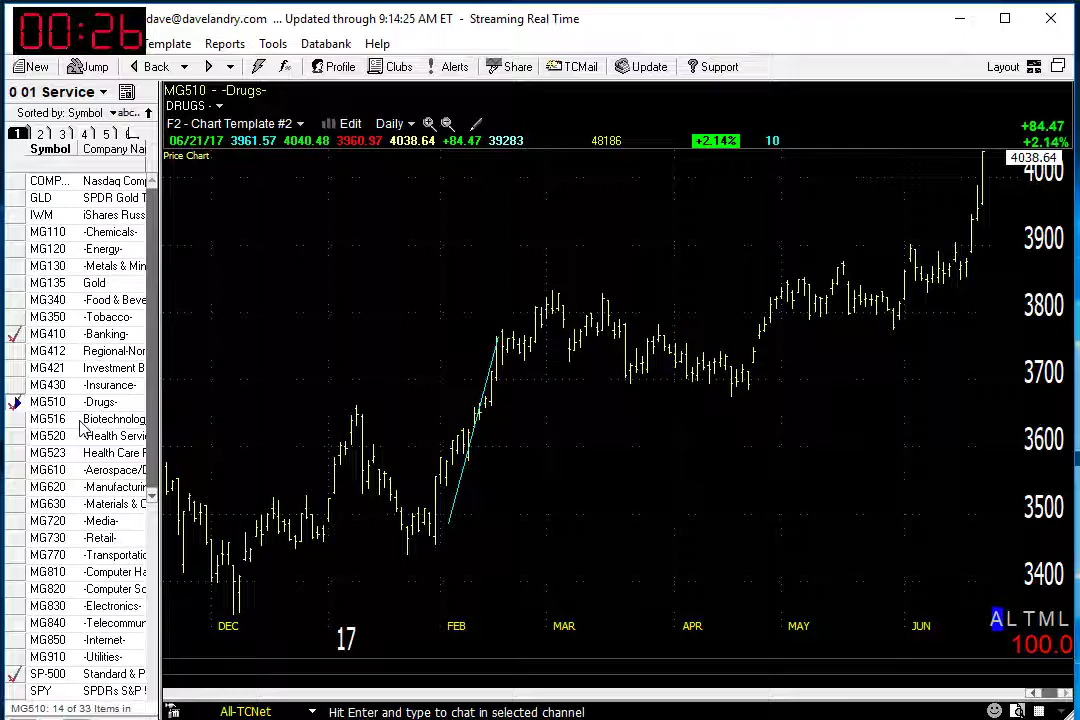 00:26
dave@davelandry.com ... Updated through 9:14:25 AM ET - Streaming Real Time
Template Reports Tools Databank Help
New Jump Back Profile Clubs Alerts Share TCMail Update Support Layout
0 01 Service
MG510 - -Drugs-
DRUGS -
Sorted by: Symbol abc..
F2 - Chart Template #2 Edit Daily
+84.47
1 2 3 4 5
06/21/17 3961.57 4040.48 3960.97 4038.64 +84.47 39283 48186 +2.14% 10
+2.14%
Symbol Company Na
Price Chart
4038.64
4000
COMP... Nasdaq Comp
GLD SPDR Gold T
IWM iShares Russ
MG110 -Chemicals-
3900
MG120 -Energy-
MG130 -Metals & Min
MG135 Gold
MG340 -Food & Beve
3800
MG350 -Tobacco-
MG410 -Banking-
MG412 Regional-Nor
MG421 Investment B
3700
MG430 -Insurance-
MG510 -Drugs-
MG516 Biotechnolog
MG520 -Health Servi
3600
MG523 Health Care F
MG610 -Aerospace/D
MG620 -Manufacturin
MG630 -Materials & C
3500
MG720 -Media-
MG730 -Retail-
MG770 -Transportatio
MG810 -Computer Ha
3400
MG820 -Computer So
MG830 -Electronics-
MG840 -Telecommun
DEC 17 FEB MAR APR MAY JUN
A L T M L
MG850 -Internet-
100.0
MG910 -Utilities-
SP-500 Standard & P
SPY SPDRs S&P
MG510: 14 of 33 Items in
All-TCNet Hit Enter and type to chat in selected channel